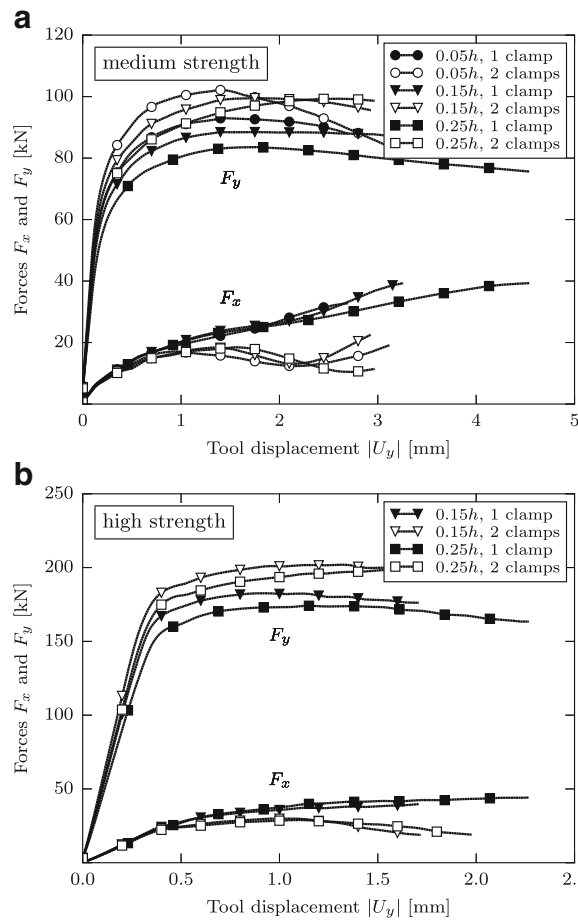 a
120
100
80
60
40
20
0
1
2
3
4
5
Forces Fx and Fy [kN]
Tool displacement |Uy| [mm]
medium strength
0.05h, 1 clamp
0.05h, 2 clamps
0.15h, 1 clamp
0.15h, 2 clamps
0.25h, 1 clamp
0.25h, 2 clamps
Fy
Fx
b
250
200
150
100
50
0.0
0.5
1.0
1.5
2.0
2.
Forces Fx and Fy [kN]
Tool displacement |Uy| [mm]
high strength
0.15h, 1 clamp
0.15h, 2 clamps
0.25h, 1 clamp
0.25h, 2 clamps
Fy
Fx